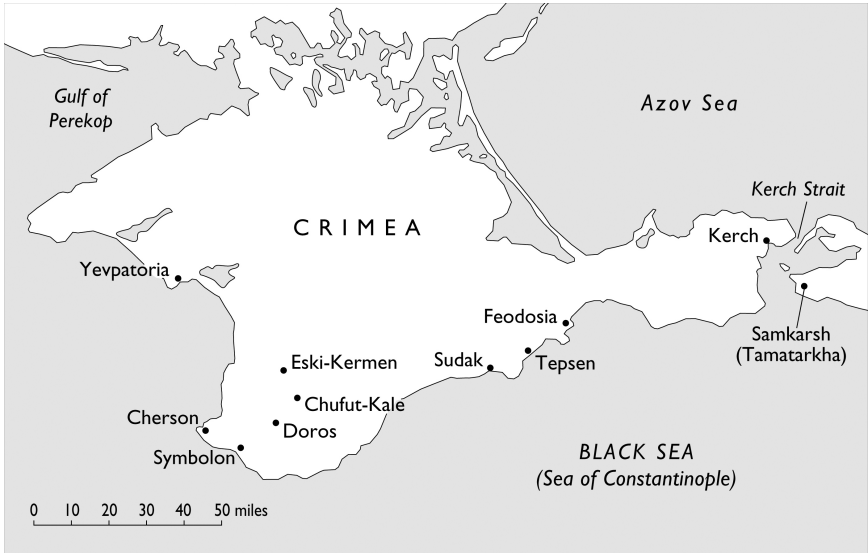 Gulf of
Perekop
Azov Sea
Kerch Strait
CRIMEA
Kerch
Yevpatoria
Feodosia
Samkarsh
(Tamatarkha)
Eski-Kermen
Sudak
Tepsen
Chufut-Kale
Cherson
Doros
Symbolon
BLACK SEA
(Sea of Constantinople)
0 10 20 30 40 50 miles